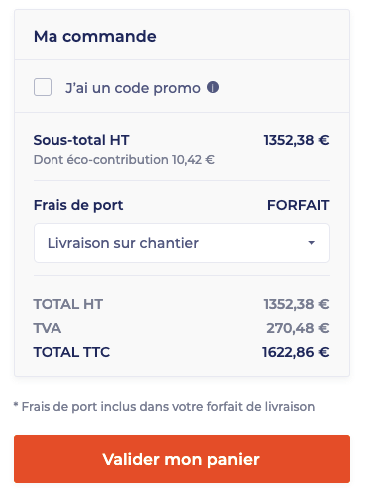 Ma commande
J'ai un code promo i
Sous-total HT 1352,38 €
Dont éco-contribution 10,42 €
Frais de port FORFAIT
Livraison sur chantier
TOTAL HT 1352,38 €
TVA 270,48 €
TOTAL TTC 1622,86 €
* Frais de port inclus dans votre forfait de livraison
Valider mon panier